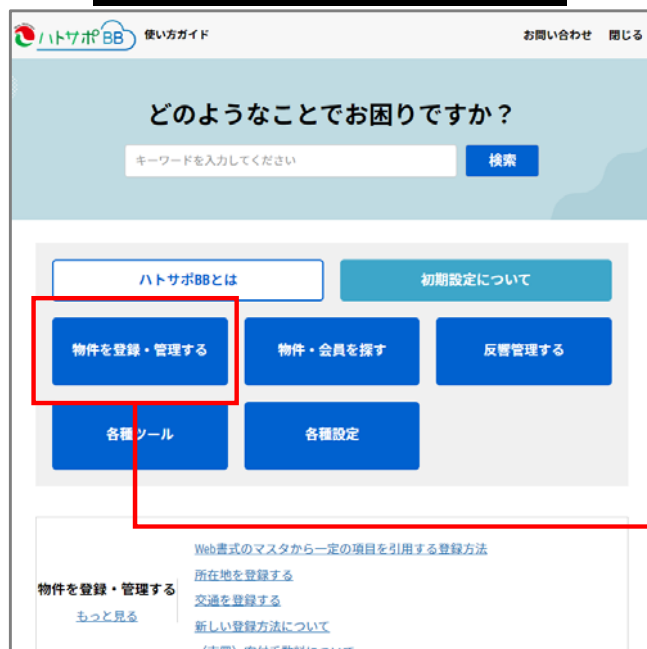 ハトサポBB 使い方ガイド お問い合わせ 閉じる
どのようなことでお困りですか？
キーワードを入力してください 検索
ハトサポBBとは 初期設定について
物件を登録・管理する 物件・会員を探す 反響管理する
各種ツール 各種設定
Web書式のマスタから一定の項目を引用する登録方法
所在地を登録する
物件を登録・管理する
交通を登録する
もっと見る
新しい登録方法について